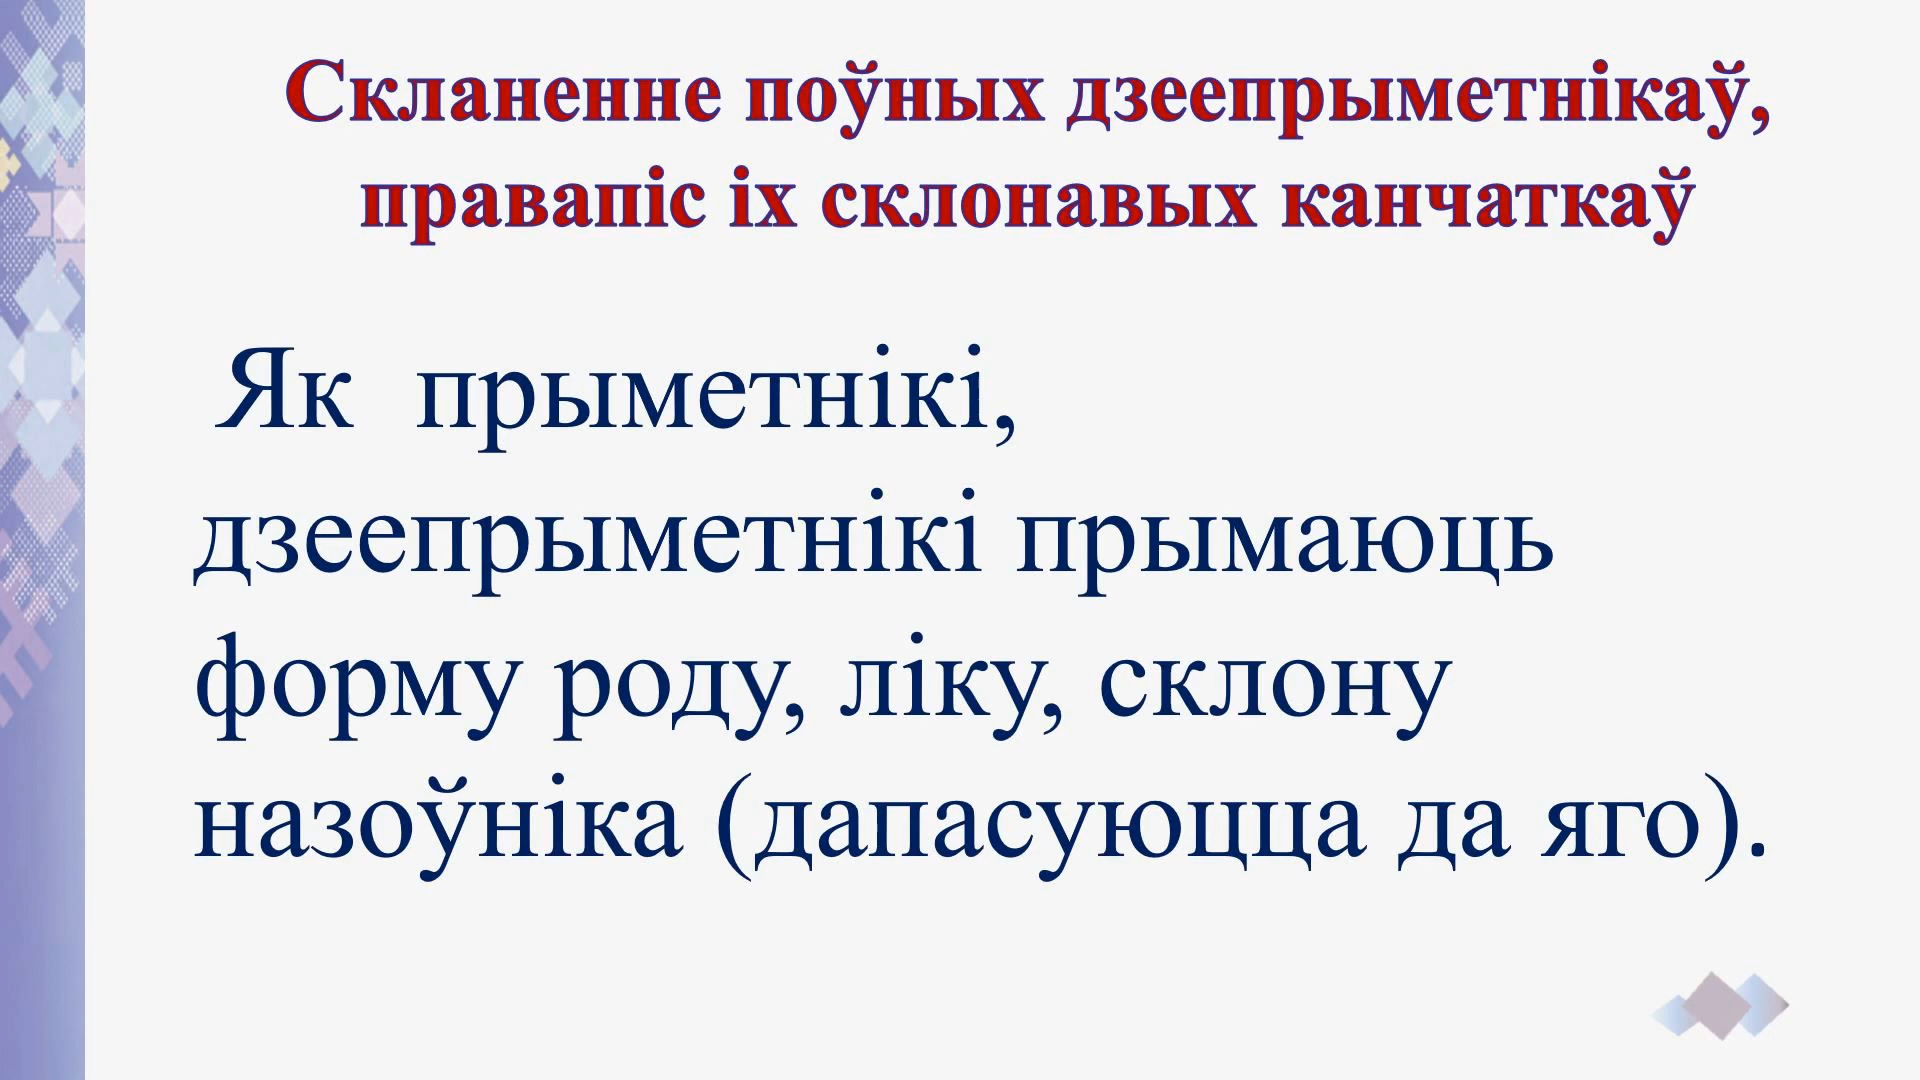 Скланенне поўных дзеепрыметнікаў,
правапіс іх склонавых канчаткаў
Як прыметнікі,
дзеепрыметнікі прымаюць
форму роду, ліку, склону
назоўніка (дапасуюцца да яго).